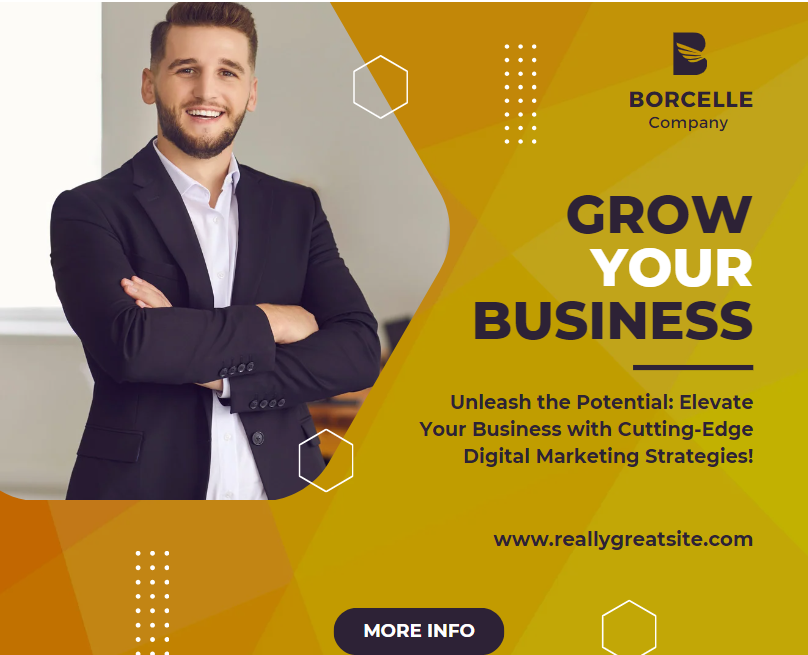 BORCELLE
Company
GROW
YOUR
BUSINESS
Unleash the Potential: Elevate
Your Business with Cutting-Edge
Digital Marketing Strategies!
www.reallygreatsite.com
MORE INFO